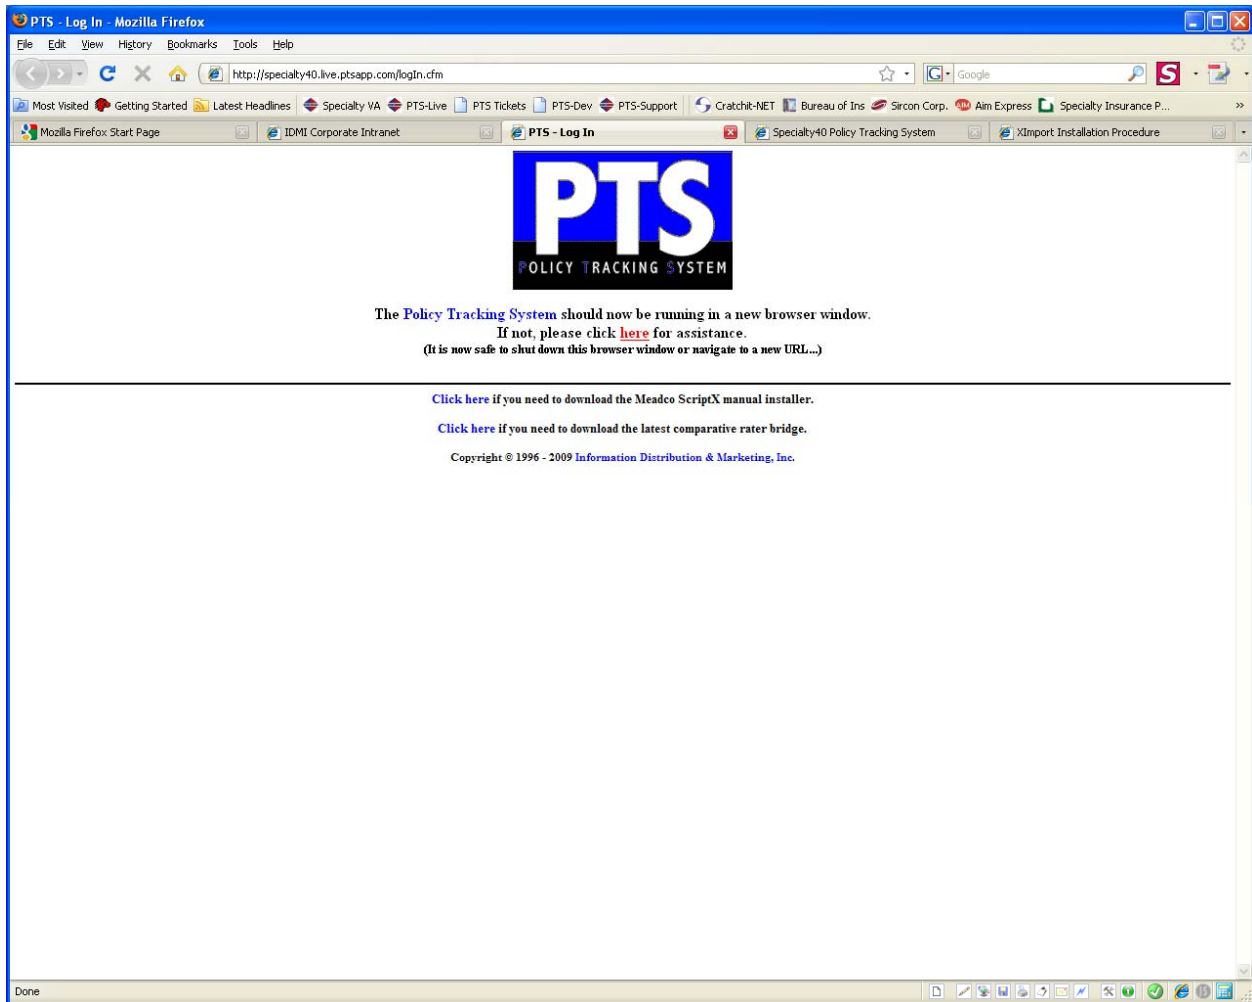 PTS - Log In - Mozilla Firefox
File Edit View History Bookmarks Tools Help
http://specialty40.live.ptsapp.com/logIn.cfm
G Google S
Most Visited Getting Started Latest Headlines Specialty VA PTS-Live PTS Tickets PTS-Dev PTS-Support Cratchit-NET Bureau of Ins Sircon Corp. Aim Express Specialty Insurance P... »
Mozilla Firefox Start Page IDMI Corporate Intranet PTS - Log In Specialty40 Policy Tracking System XImport Installation Procedure
PTS
POLICY TRACKING SYSTEM
The Policy Tracking System should now be running in a new browser window.
If not, please click here for assistance.
(It is now safe to shut down this browser window or navigate to a new URL...)
Click here if you need to download the Meadco ScriptX manual installer.
Click here if you need to download the latest comparative rater bridge.
Copyright © 1996 - 2009 Information Distribution & Marketing, Inc.
Done